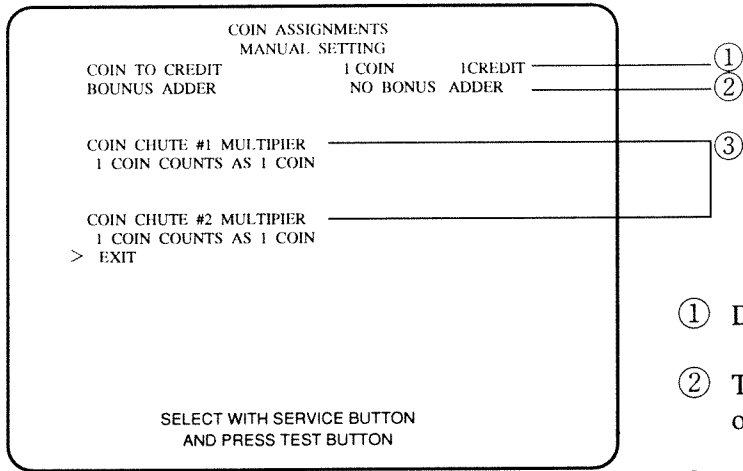 COIN ASSIGNMENTS
MANUAL SETTING
COIN TO CREDIT 1 COIN 1CREDIT ①
BOUNUS ADDER NO BONUS ADDER ②
COIN CHUTE #1 MULTIPIER ③
1 COIN COUNTS AS 1 COIN
COIN CHUTE #2 MULTIPIER
1 COIN COUNTS AS 1 COIN
> EXIT
SELECT WITH SERVICE BUTTON
AND PRESS TEST BUTTON
①
②